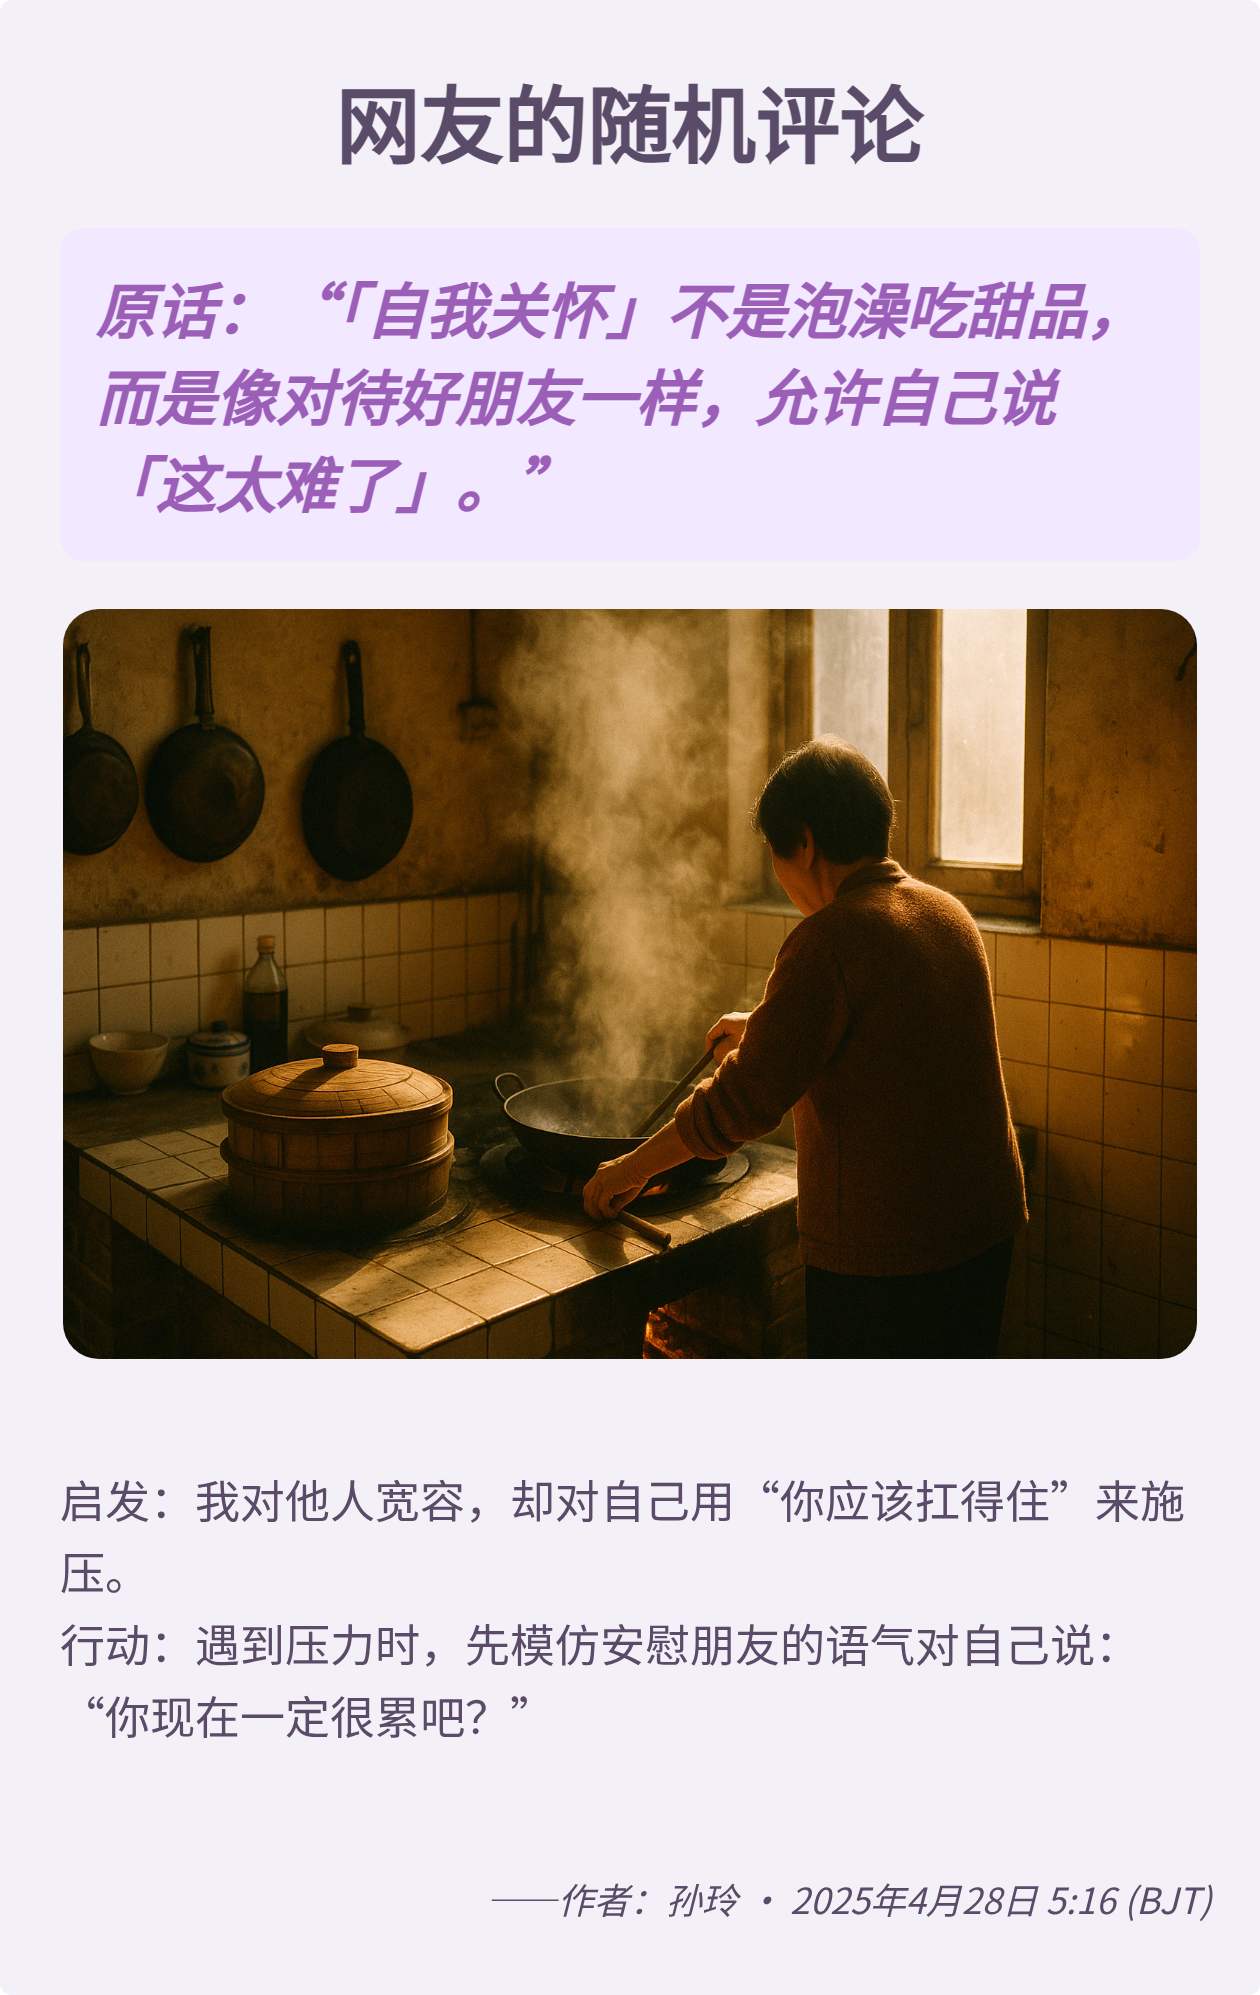 网友的随机评论
原话：“「自我关怀」不是泡澡吃甜品，
而是像对待好朋友一样，允许自己说
「这太难了」。”
启发：我对他人宽容，却对自己用“你应该扛得住”来施
压。
行动：遇到压力时，先模仿安慰朋友的语气对自己说：
“你现在一定很累吧？”
——作者：孙玲 • 2025年4月28日 5:16 (BJT)